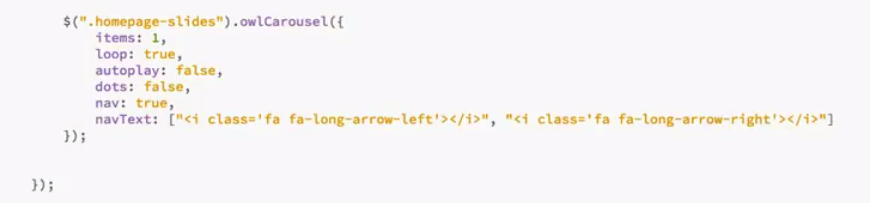 $(".homepage-slides").owlCarousel({
items: 1,
loop: true,
autoplay: false,
dots: false,
nav: true,
navText: ["<i class='fa fa-long-arrow-left'></i>", "<i class='fa fa-long-arrow-right'></i>"]
});
});